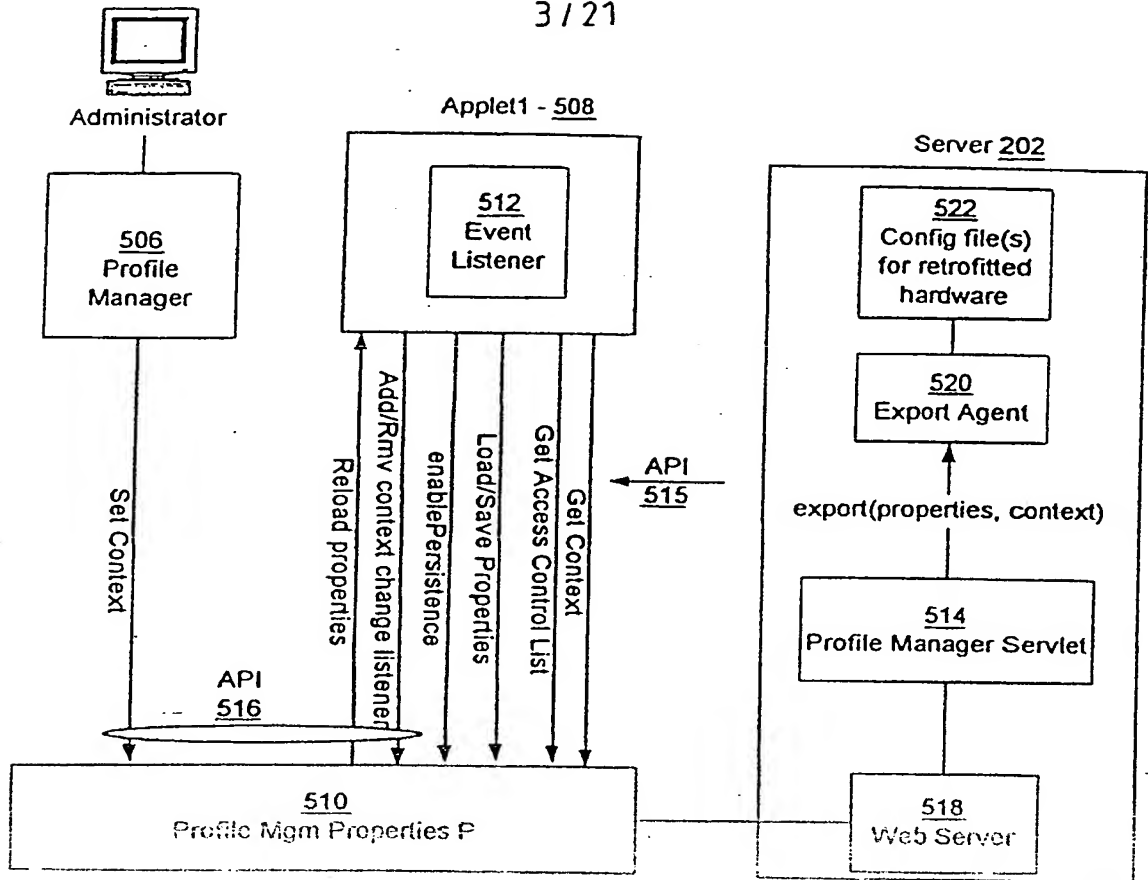 3/21
Administrator
506
Profile
Manager
Applet1 - 508
512
Event
Listener
Server 202
522
Config file(s)
for retrofitted
hardware
520
Export Agent
export(properties, context)
514
Profile Manager Servlet
518
Web Server
Set Context
Reload properties
Add/Rmv context change listener
enablePersistence
Load/Save Properties
Get Access Control List
Get Context
API
515
API
516
510
Profile Mgm Properties P